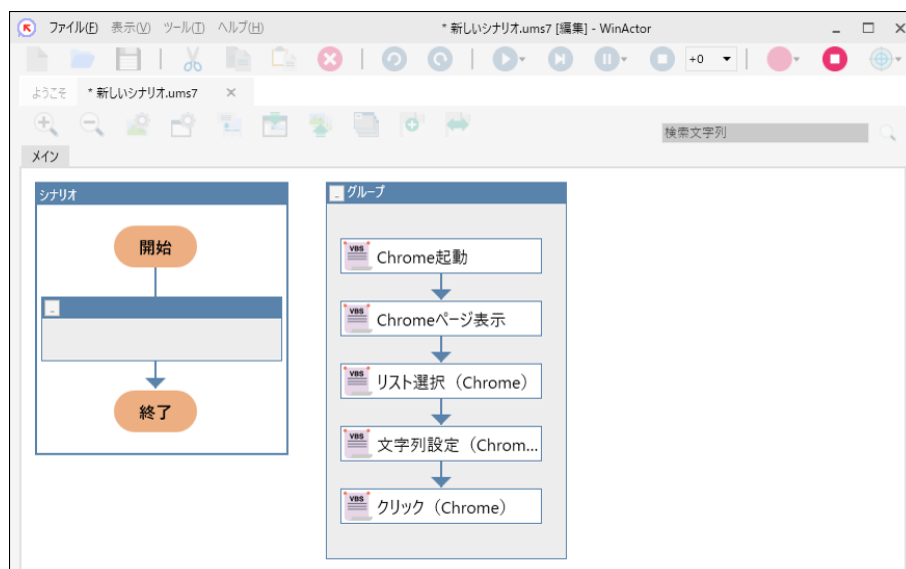 ファイル(F) 表示(V) ツール(T) ヘルプ(H) * 新しいシナリオ.ums7 [編集] - WinActor
+0
ようこそ * 新しいシナリオ.ums7
検索文字列
メイン
シナリオ
開始
終了
グループ
VBS Chrome起動
VBS Chromeページ表示
VBS リスト選択（Chrome）
VBS 文字列設定（Chrom...
VBS クリック（Chrome）